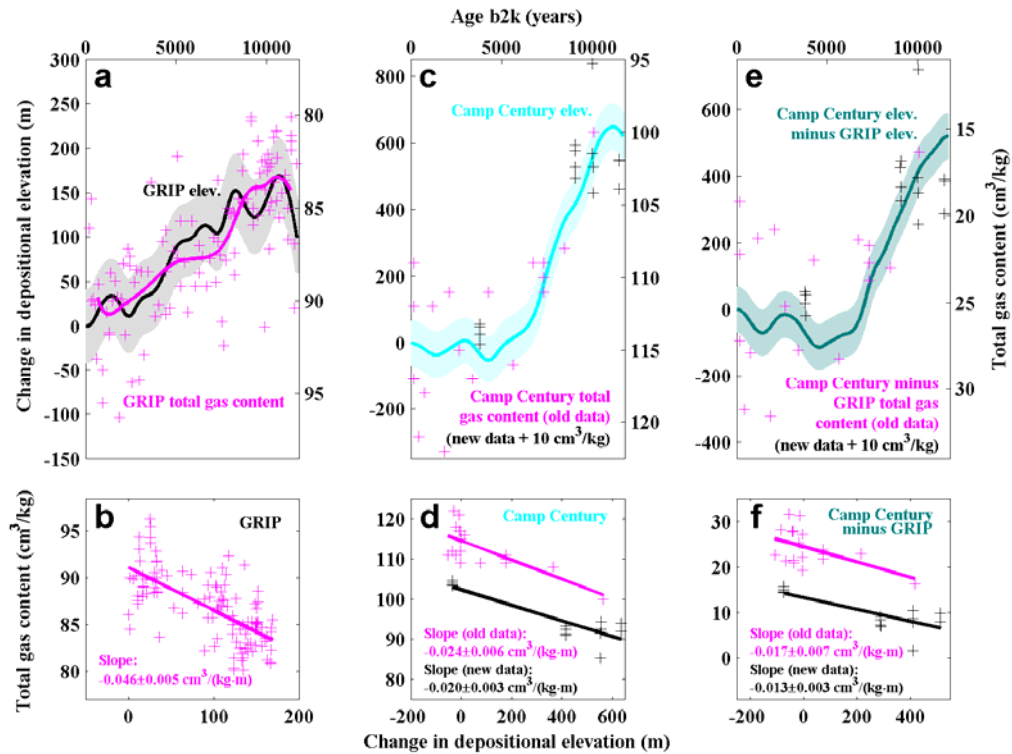 Age b2k (years)
0 5000 10000
0 5000 10000
0 5000 10000
a
300
250
200
150
100
50
0
-50
-100
-150
Change in depositional elevation (m)
80
85
90
95
GRIP elev.
GRIP total gas content
c
800
600
400
200
0
-200
95
100
105
110
115
120
Camp Century elev.
Camp Century total
gas content (old data)
(new data + 10 cm³/kg)
e
600
400
200
0
-200
-400
15
20
25
30
Total gas content (cm³/kg)
Camp Century elev.
minus GRIP elev.
Camp Century minus
GRIP total gas
content (old data)
(new data + 10 cm³/kg)
b
GRIP
95
90
85
80
Total gas content (cm³/kg)
Slope:
-0.046±0.005 cm³/(kg-m)
0 100 200
d
Camp Century
120
110
100
90
80
Slope (old data):
-0.024±0.006 cm³/(kg-m)
Slope (new data):
-0.020±0.003 cm³/(kg-m)
-200 0 200 400 600
f
Camp Century
minus GRIP
30
20
10
0
Slope (old data):
-0.017±0.007 cm³/(kg-m)
Slope (new data):
-0.013±0.003 cm³/(kg-m)
-200 0 200 400
Change in depositional elevation (m)